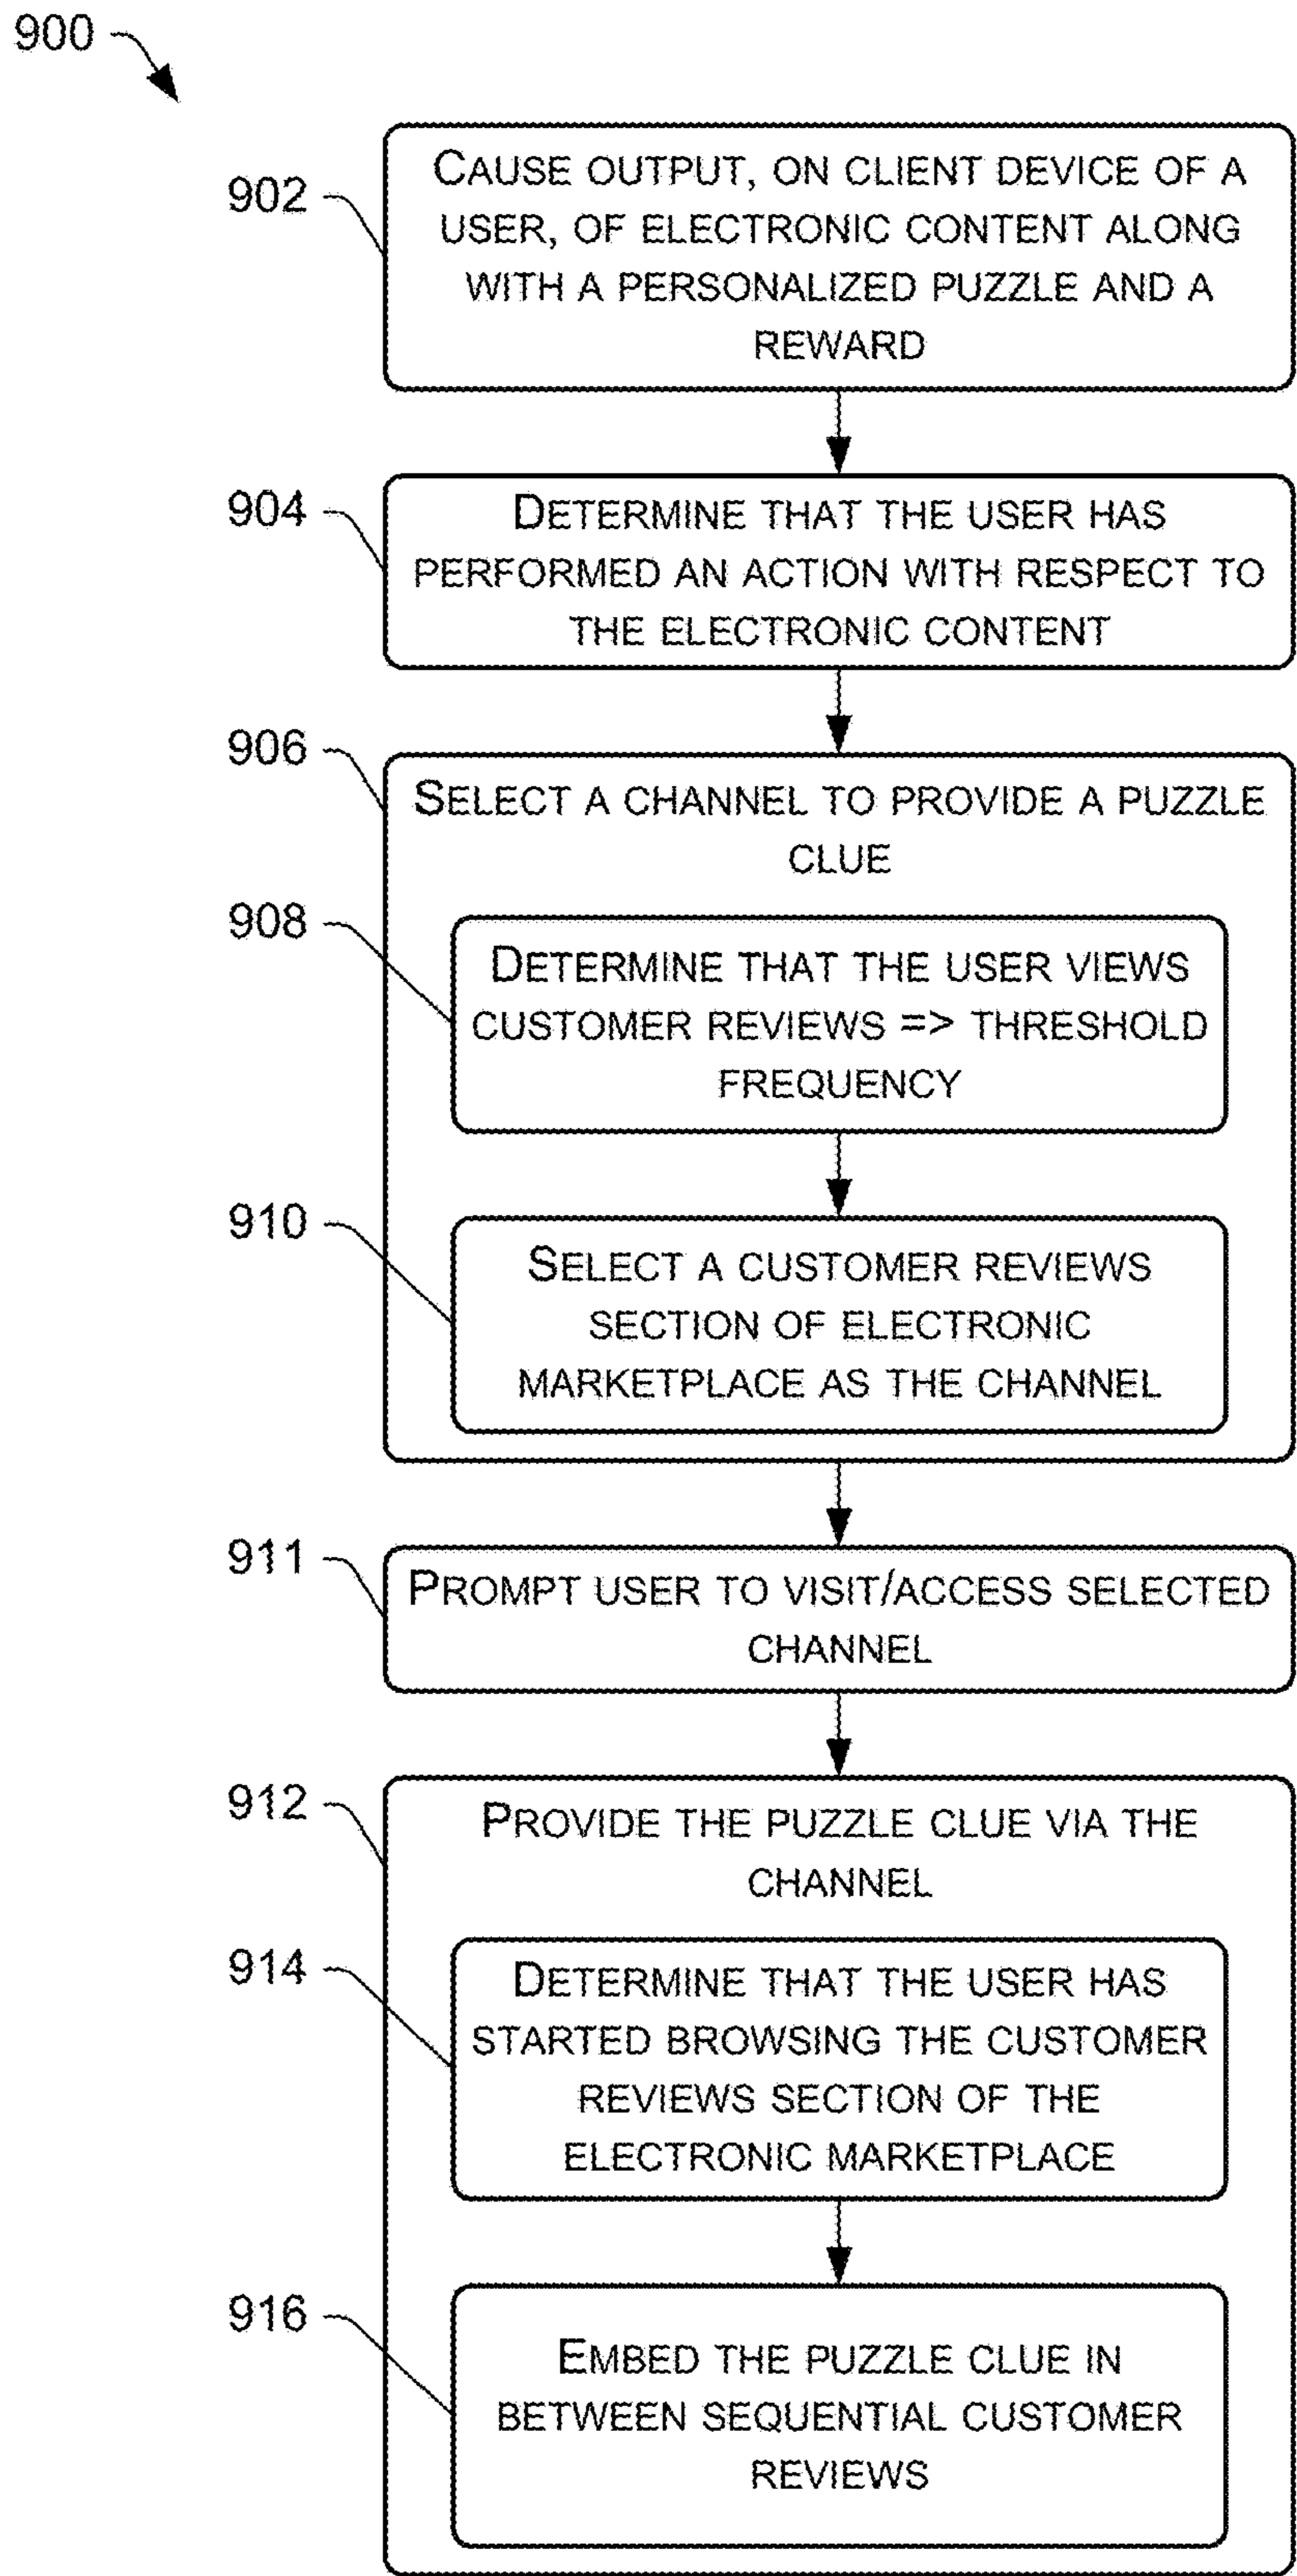 900
902
CAUSE OUTPUT, ON CLIENT DEVICE OF A
USER, OF ELECTRONIC CONTENT ALONG
WITH A PERSONALIZED PUZZLE AND A
REWARD
904
DETERMINE THAT THE USER HAS
PERFORMED AN ACTION WITH RESPECT TO
THE ELECTRONIC CONTENT
906
SELECT A CHANNEL TO PROVIDE A PUZZLE
CLUE
908
DETERMINE THAT THE USER VIEWS
CUSTOMER REVIEWS => THRESHOLD
FREQUENCY
910
SELECT A CUSTOMER REVIEWS
SECTION OF ELECTRONIC
MARKETPLACE AS THE CHANNEL
911
PROMPT USER TO VISIT/ACCESS SELECTED
CHANNEL
912
PROVIDE THE PUZZLE CLUE VIA THE
CHANNEL
914
DETERMINE THAT THE USER HAS
STARTED BROWSING THE CUSTOMER
REVIEWS SECTION OF THE
ELECTRONIC MARKETPLACE
916
EMBED THE PUZZLE CLUE IN
BETWEEN SEQUENTIAL CUSTOMER
REVIEWS